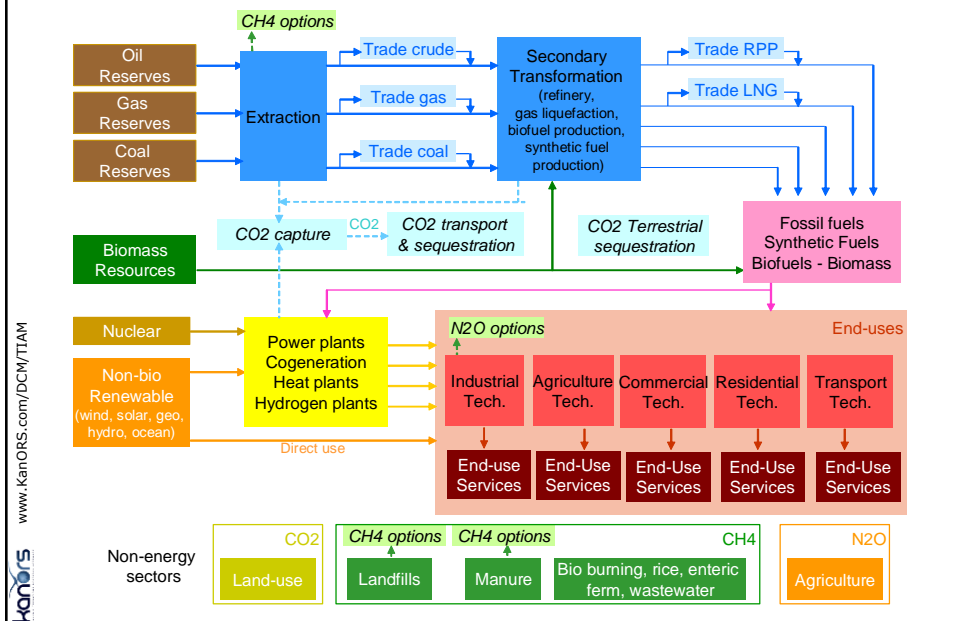 CH4 options
Oil
Reserves
Gas
Reserves
Coal
Reserves
Extraction
Trade crude
Trade gas
Trade coal
Secondary
Transformation
(refinery,
gas liquefaction,
biofuel production,
synthetic fuel
production)
Trade RPP
Trade LNG
CO2 capture
CO2
CO2 transport
& sequestration
CO2 Terrestrial
sequestration
Fossil fuels
Synthetic Fuels
Biofuels - Biomass
Biomass
Resources
Nuclear
Non-bio
Renewable
(wind, solar, geo,
hydro, ocean)
Power plants
Cogeneration
Heat plants
Hydrogen plants
Direct use
N2O options
End-uses
Industrial
Tech.
Agriculture
Tech.
Commercial
Tech.
Residential
Tech.
Transport
Tech.
End-use
Services
End-Use
Services
End-Use
Services
End-Use
Services
End-Use
Services
Non-energy
sectors
CO2
Land-use
CH4 options
CH4 options
CH4
Landfills
Manure
Bio burning, rice, enteric
ferm, wastewater
N2O
Agriculture
www.KanORS.com/DCM/TIAM
kanORS